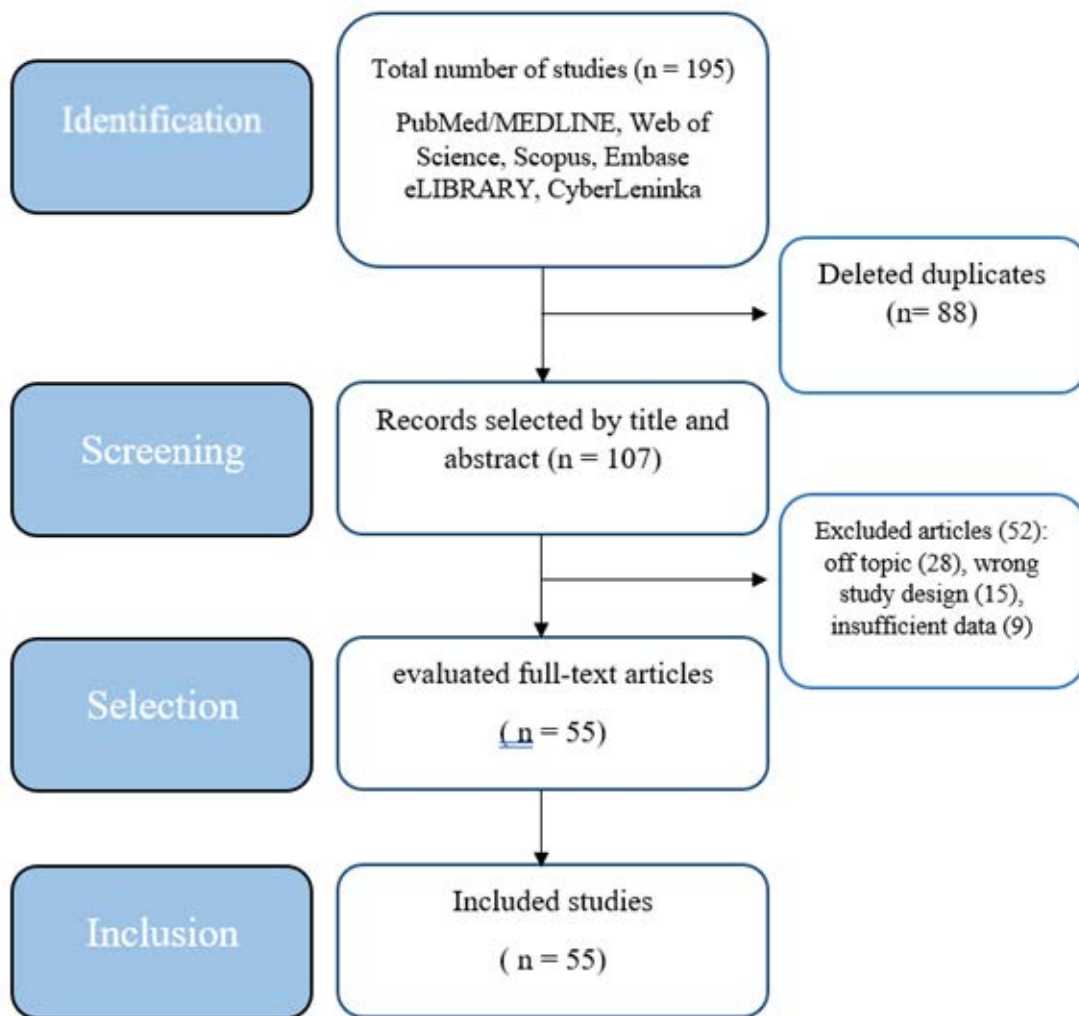 Identification
Total number of studies (n = 195)
PubMed/MEDLINE, Web of
Science, Scopus, Embase
eLIBRARY, CyberLeninka
Deleted duplicates
(n= 88)
Screening
Records selected by title and
abstract (n = 107)
Excluded articles (52):
off topic (28), wrong
study design (15),
insufficient data (9)
Selection
evaluated full-text articles
( n = 55)
Inclusion
Included studies
( n = 55)